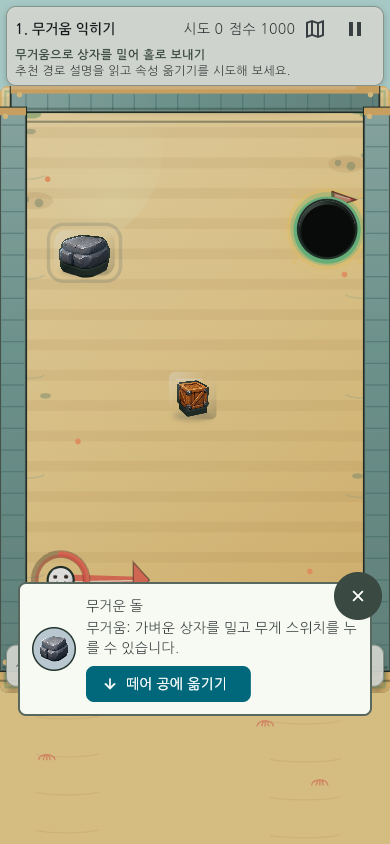 1. 무거움 익히기
시도 0 점수 1000
무거움으로 상자를 밀어 홀로 보내기
추천 경로 설명을 읽고 속성 옮기기를 시도해 보세요.
무거운 돌
무거움: 가벼운 상자를 밀고 무게 스위치를 누
를 수 있습니다.
떼어 공에 옮기기